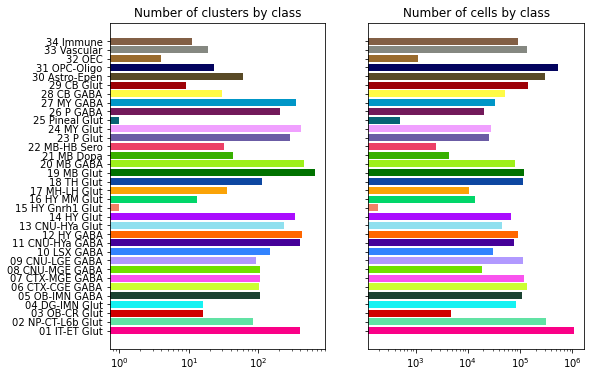 Number of clusters by class
Number of cells by class
34 Immune
33 Vascular
32 OEC
31 OPC-Oligo
30 Astro-Epen
29 CB Glut
28 CB GABA
27 MY GABA
26 P GABA
25 Pineal Glut
24 MY Glut
23 P Glut
22 MB-HB Sero
21 MB Dopa
20 MB GABA
19 MB Glut
18 TH Glut
17 MH-LH Glut
16 HY MM Glut
15 HY Gnrh1 Glut
14 HY Glut
13 CNU-HYa Glut
12 HY GABA
11 CNU-HYa GABA
10 LSX GABA
09 CNU-LGE GABA
08 CNU-MGE GABA
07 CTX-MGE GABA
06 CTX-CGE GABA
05 OB-IMN GABA
04 DG-IMN Glut
03 OB-CR Glut
02 NP-CT-L6b Glut
01 IT-ET Glut
10⁰ 10¹ 10²
10³ 10⁴ 10⁵ 10⁶